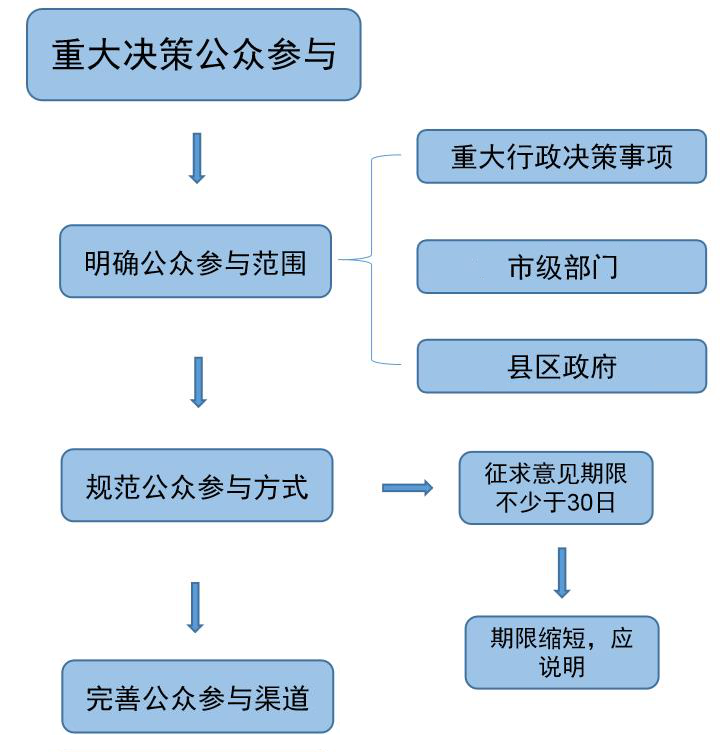 重大决策公众参与
明确公众参与范围
重大行政决策事项
市级部门
县区政府
规范公众参与方式
征求意见期限
不少于30日
期限缩短，应
说明
完善公众参与渠道